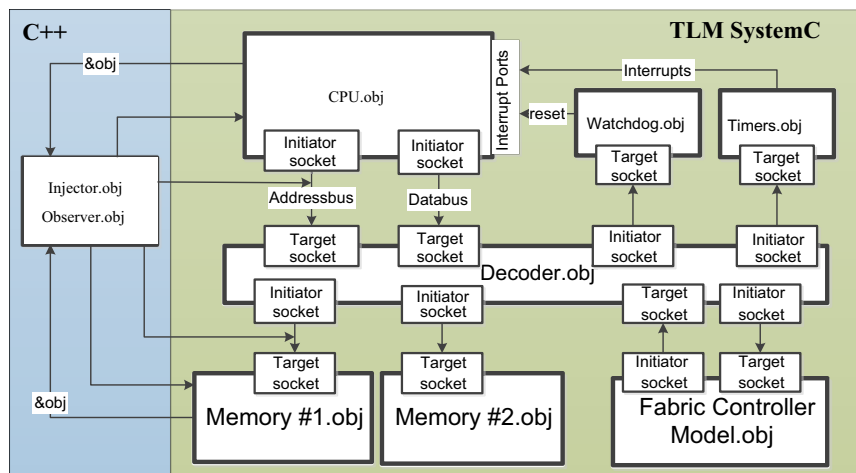 C++
TLM SystemC
&obj
CPU.obj
Interrupt Ports
Interrupts
reset
Watchdog.obj
Timers.obj
Initiator
socket
Initiator
socket
Target
socket
Target
socket
Injector.obj
Observer.obj
Addressbus
Databus
Target
socket
Target
socket
Initiator
socket
Initiator
socket
Decoder.obj
Initiator
socket
Initiator
socket
Target
socket
Initiator
socket
Target
socket
Target
socket
Initiator
socket
Target
socket
&obj
Memory #1.obj
Memory #2.obj
Fabric Controller
Model.obj